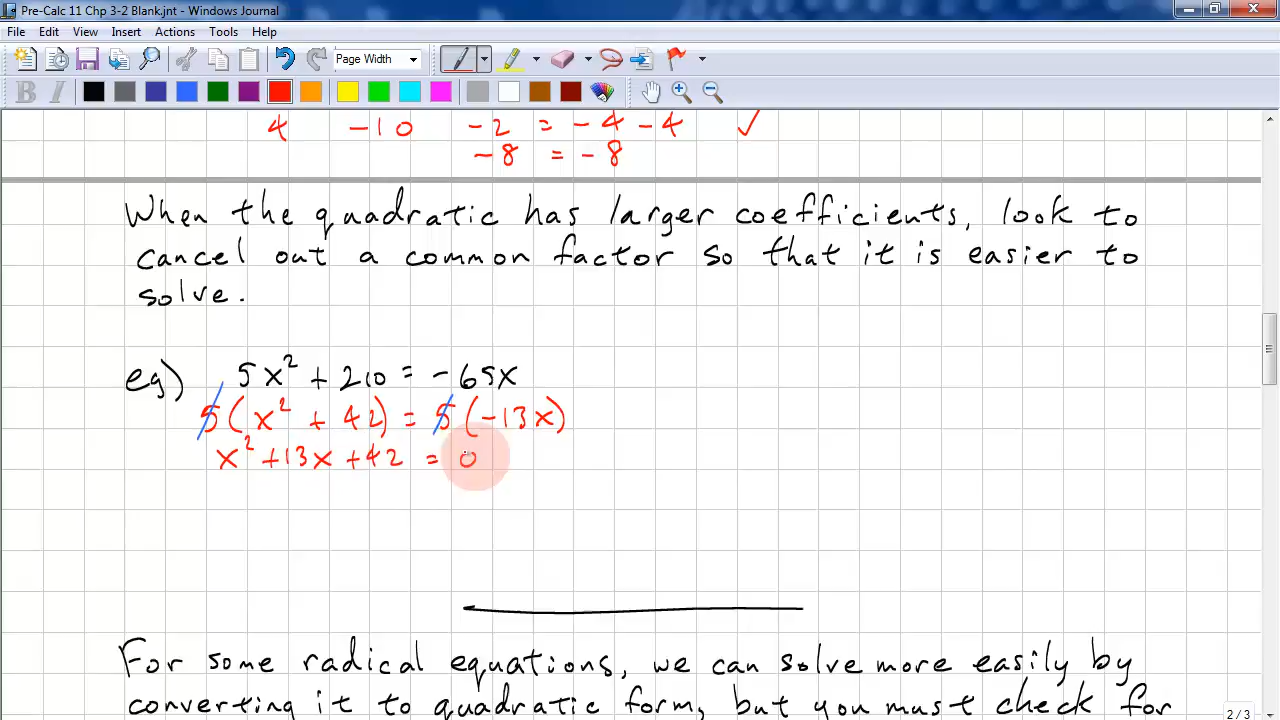 Pre-Calc 11 Chp 3-2 Blank.jnt - Windows Journal
File Edit View Insert Actions Tools Help
Page Width
B I
4 -10 -2 = -4 -4 ✓
-8 = -8
When the quadratic has larger coefficients, look to
cancel out a common factor so that it is easier to
solve.
eg) 5x² + 210 = -65x
5(x² + 42) = 5(-13x)
x² +13x +42 = 0
For some radical equations, we can solve more easily by
converting it to quadratic form, but you must check for
2/3